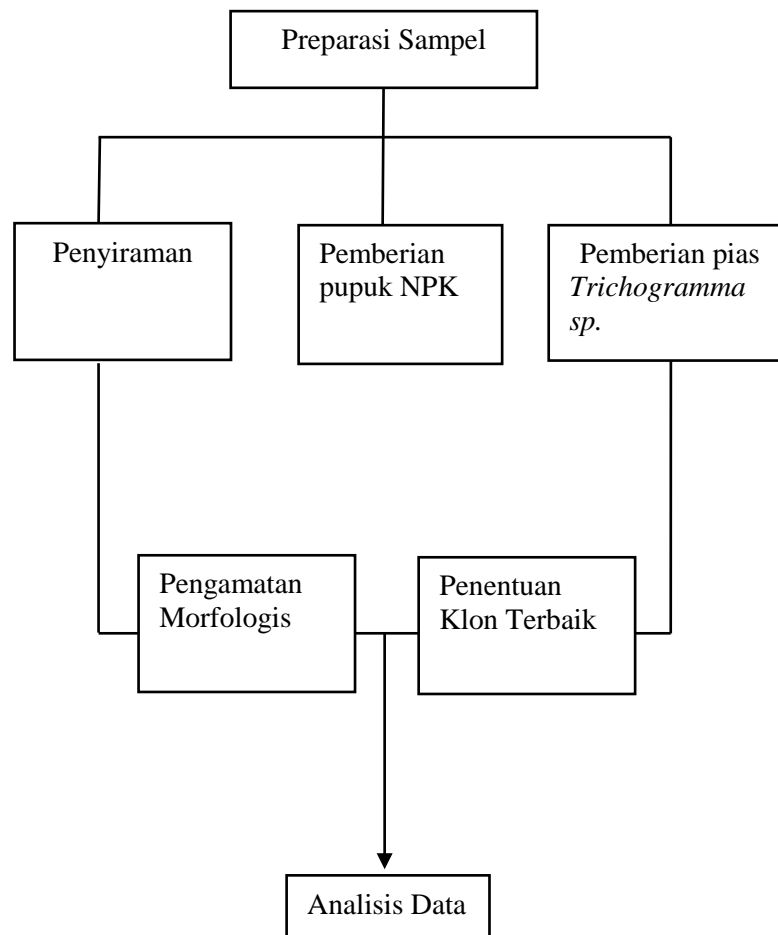 Preparasi Sampel
Penyiraman
Pemberian
pupuk NPK
Pemberian pias
Trichogramma
sp.
Pengamatan
Morfologis
Penentuan
Klon Terbaik
Analisis Data